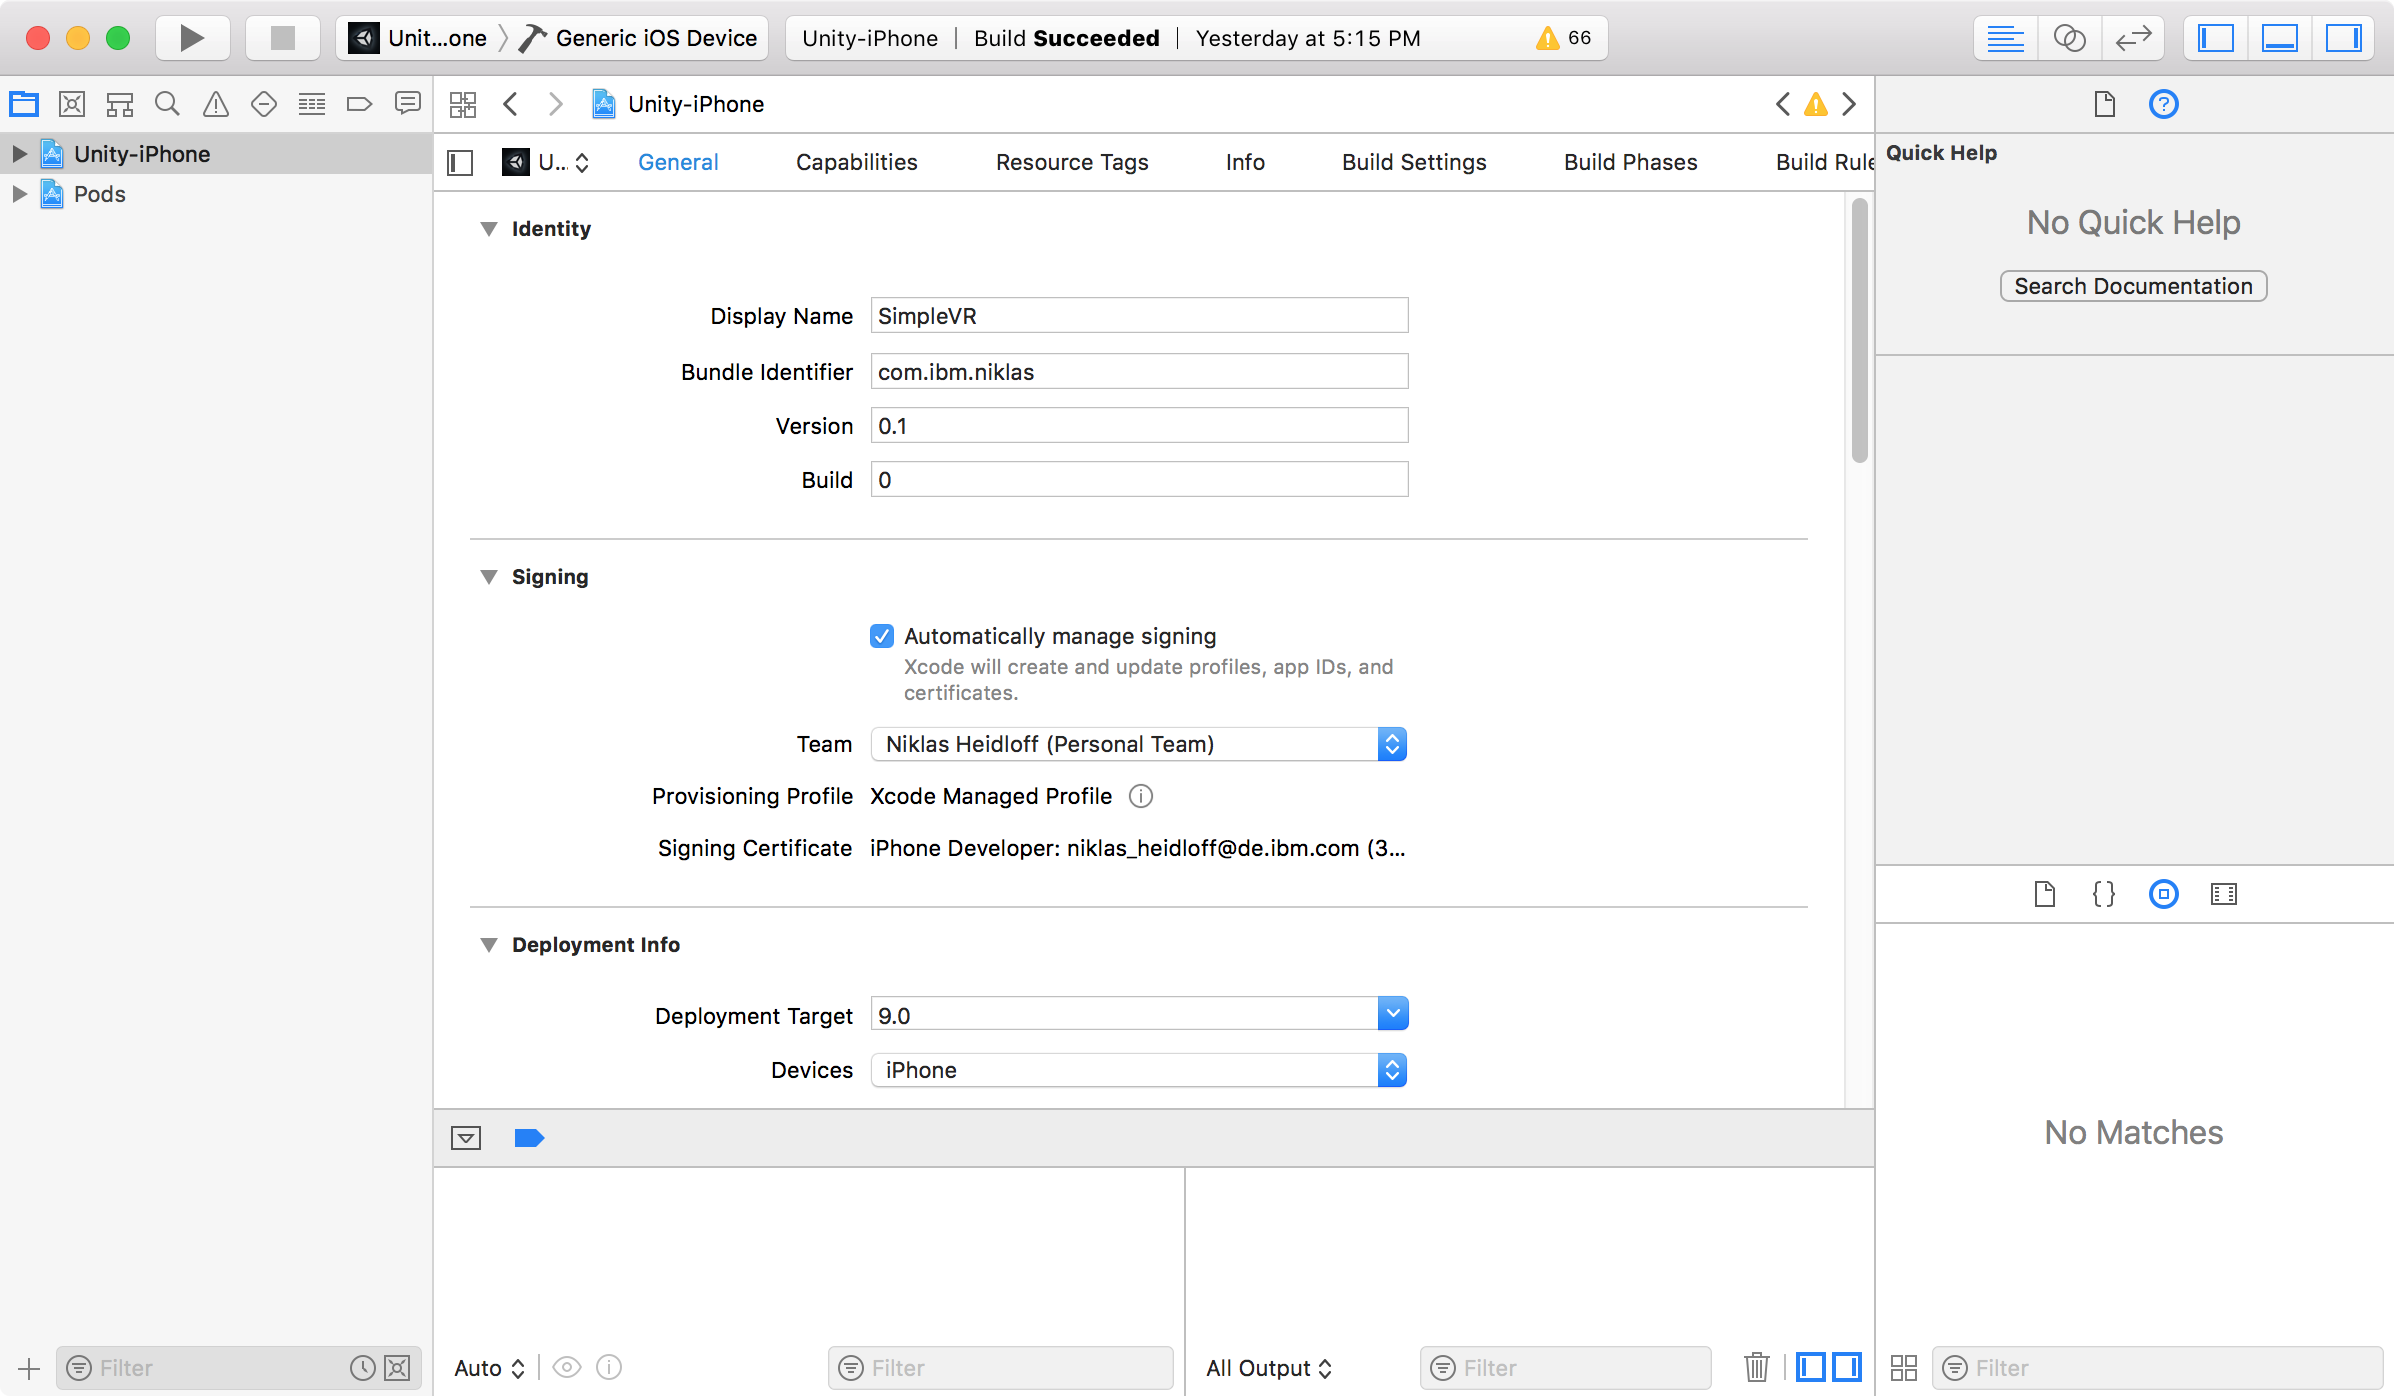 Unit...one
Generic iOS Device
Unity-iPhone | Build Succeeded | Yesterday at 5:15 PM
66
Unity-iPhone
Pods
Unity-iPhone
U...
General
Capabilities
Resource Tags
Info
Build Settings
Build Phases
Build Rule
Identity
Display Name
SimpleVR
Bundle Identifier
com.ibm.niklas
Version
0.1
Build
0
Signing
Automatically manage signing
Xcode will create and update profiles, app IDs, and
certificates.
Team
Niklas Heidloff (Personal Team)
Provisioning Profile
Xcode Managed Profile
Signing Certificate
iPhone Developer: niklas_heidloff@de.ibm.com (3...
Deployment Info
Deployment Target
9.0
Devices
iPhone
Quick Help
No Quick Help
Search Documentation
{}
No Matches
Filter
Auto
Filter
All Output
Filter
Filter